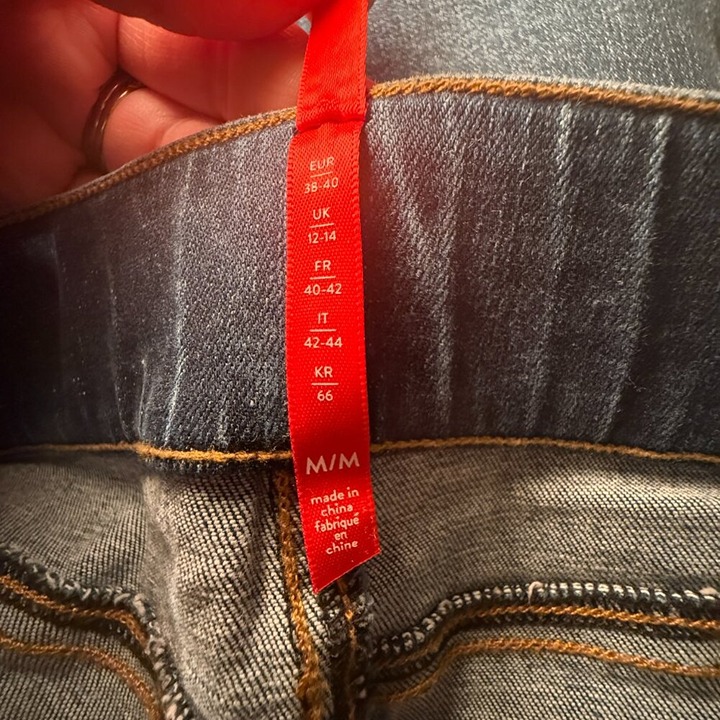 EUR
38-40
UK
12-14
FR
40-42
IT
42-44
KR
66
M/M
made in
china
fabriqué
en
chine